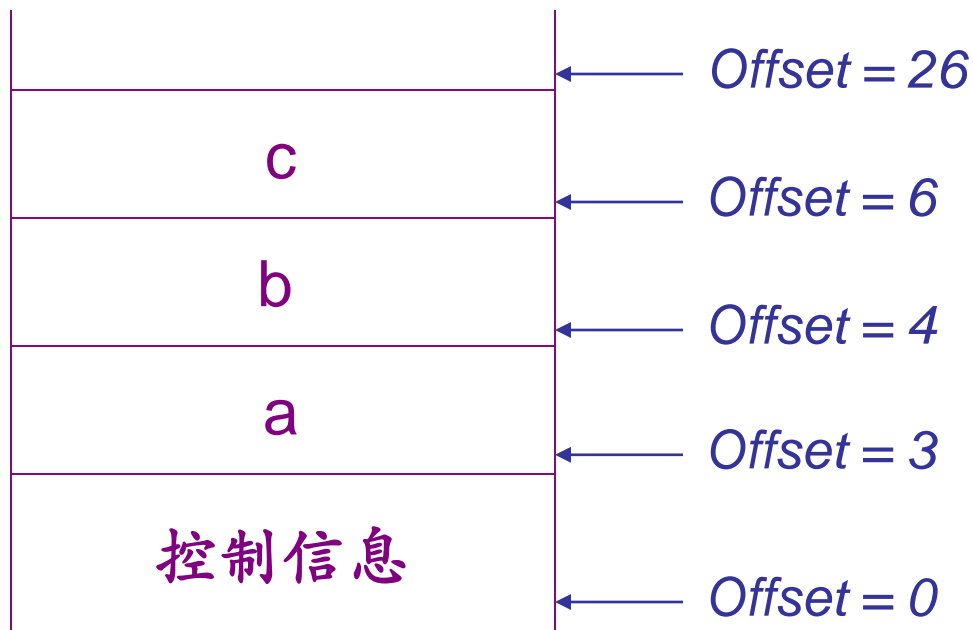 Offset = 26
c
Offset = 6
b
Offset = 4
a
Offset = 3
控制信息
Offset = 0